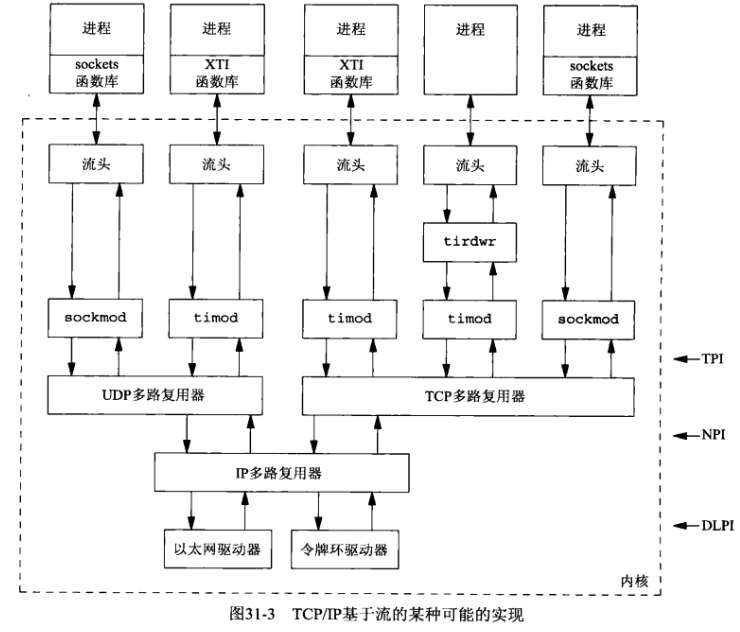 进程 进程 进程 进程 进程
sockets XTI XTI sockets
函数库 函数库 函数库 函数库
流头 流头 流头 流头 流头
tirdwr
sockmod timod timod timod sockmod
TPI
UDP多路复用器 TCP多路复用器
NPI
IP多路复用器
DLPI
以太网驱动器 令牌环驱动器
内核
图31-3 TCP/IP基于流的某种可能的实现